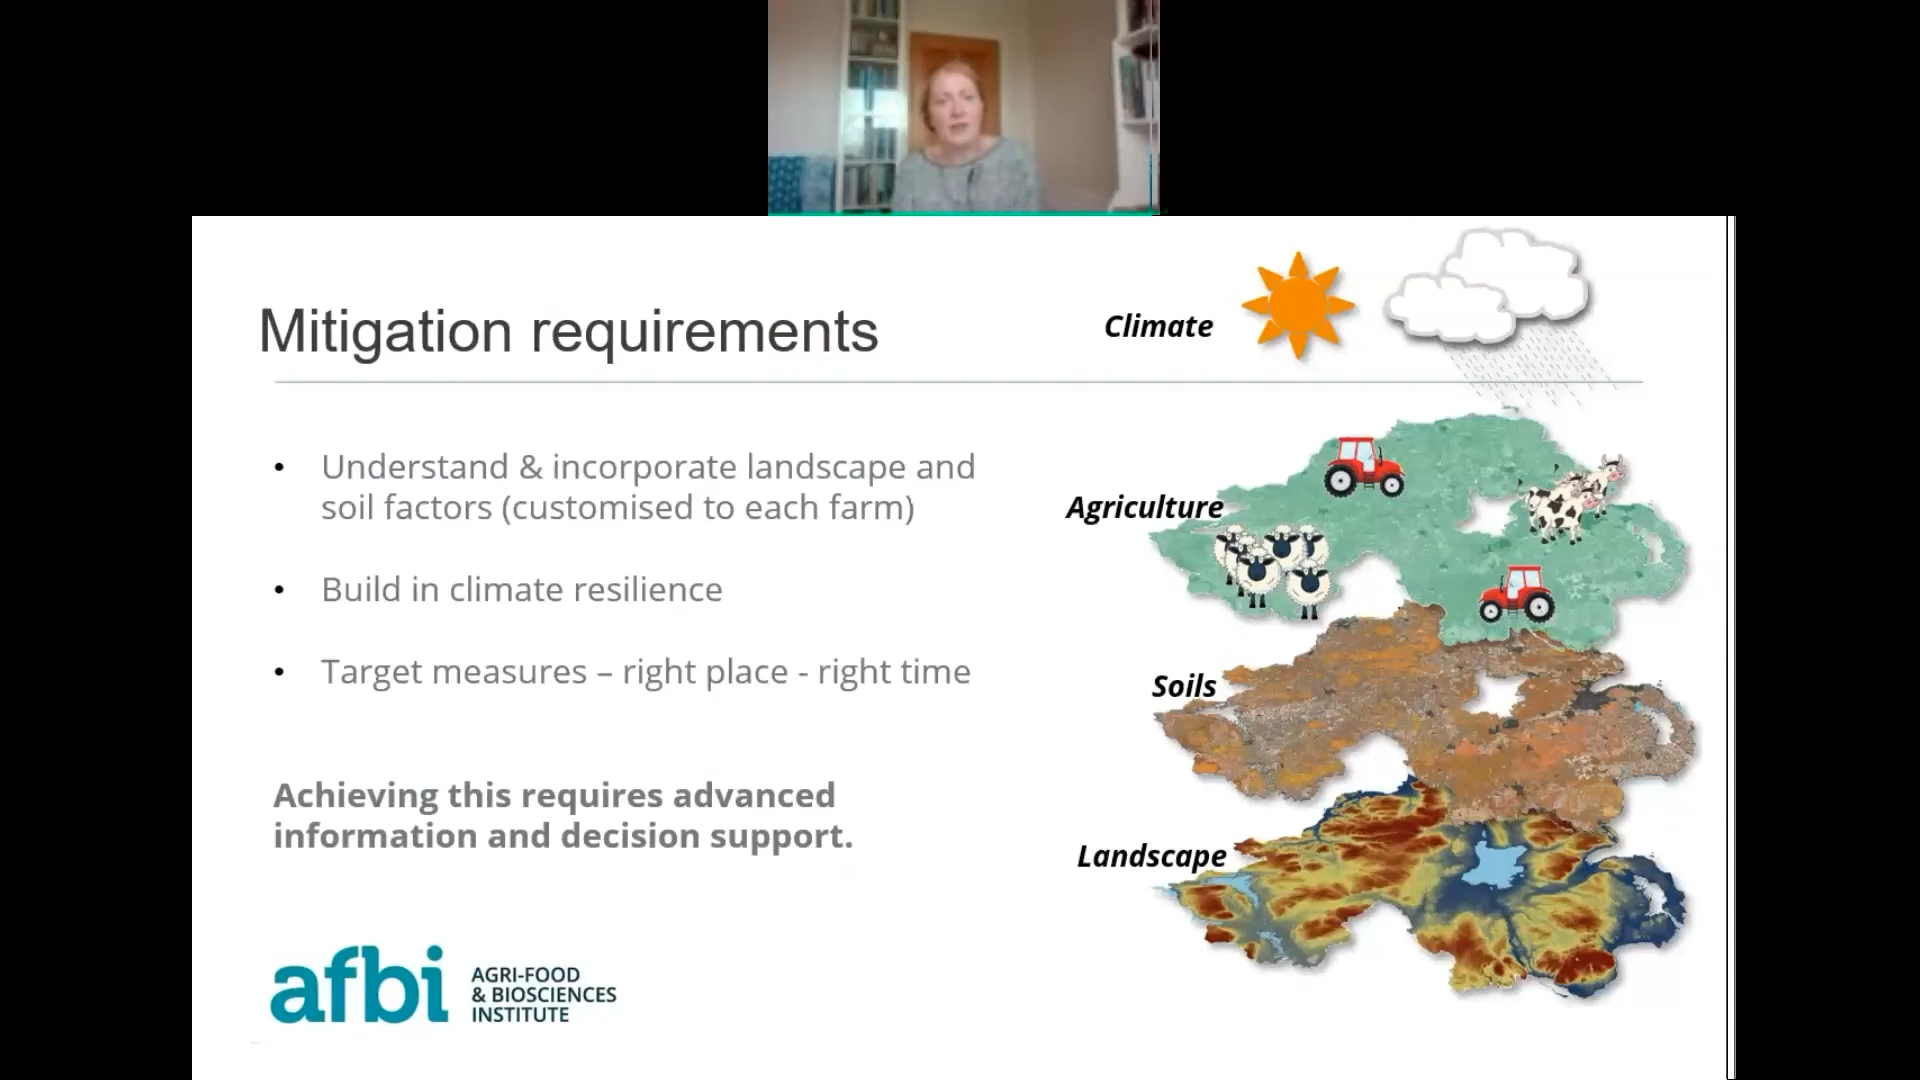 Mitigation requirements
• Understand & incorporate landscape and
soil factors (customised to each farm)
• Build in climate resilience
• Target measures – right place - right time
Achieving this requires advanced
information and decision support.
Climate
Agriculture
Soils
Landscape
afbi
AGRI-FOOD
& BIOSCIENCES
INSTITUTE